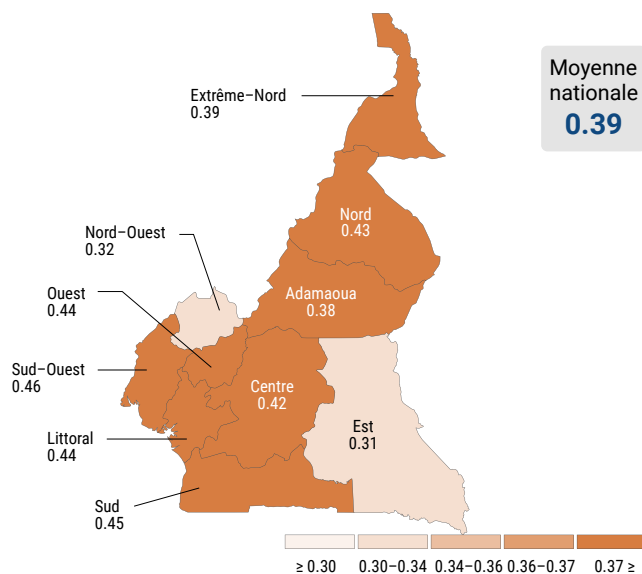 Moyenne
nationale
0.39
Extrême–Nord
0.39
Nord
0.43
Nord–Ouest
0.32
Adamaoua
0.38
Ouest
0.44
Sud–Ouest
0.46
Centre
0.42
Est
0.31
Littoral
0.44
Sud
0.45
≥ 0.30
0.30–0.34
0.34–0.36
0.36-0.37
0.37 ≥